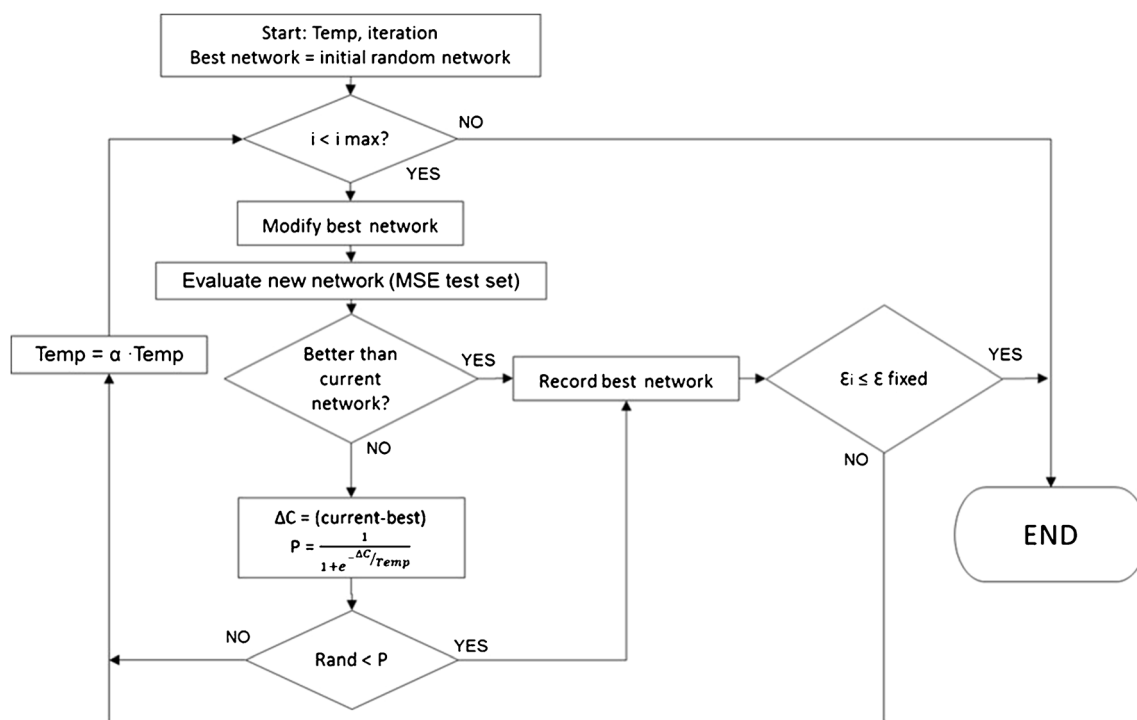 Start: Temp, iteration
Best network = initial random network
i < i max?
NO
YES
Modify best network
Evaluate new network (MSE test set)
Temp = α ·Temp
Better than
current
network?
YES
Record best network
Ɛi ≤ Ɛ fixed
YES
NO
NO
ΔC = (current-best)
P = 1 / 1+e^-ΔC/Temp
END
NO
Rand < P
YES